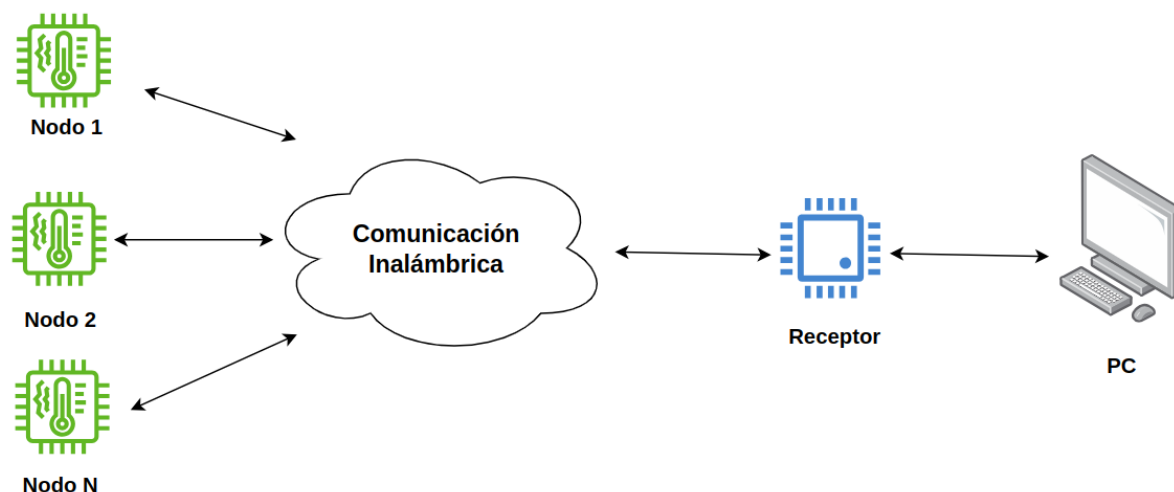 Nodo 1
Comunicación
Inalámbrica
Nodo 2
Receptor
PC
Nodo N